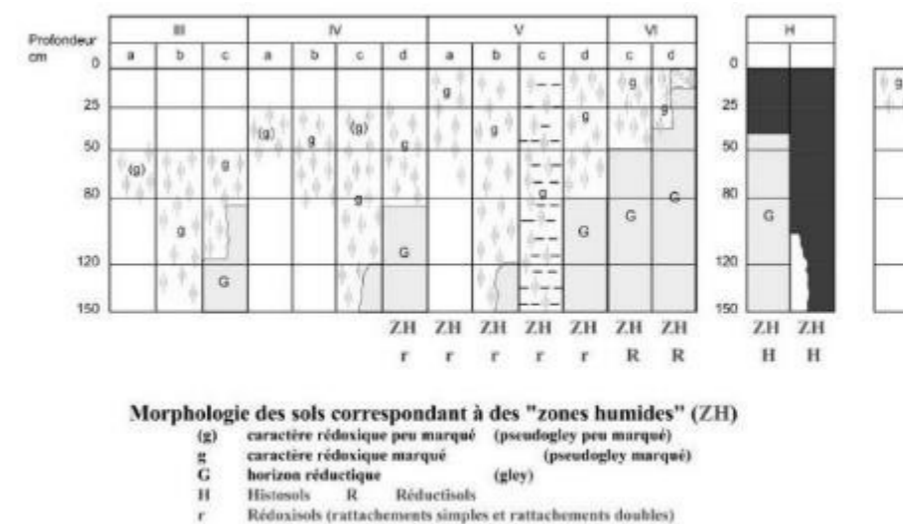 III IV V VI H
Profondeur
cm
a b c a b c d a b c d c d
0 0
25 25
50 50
80 80
120 120
150 150
g g g g g
(g) (g) g g g
(g) g
g g g
G G G
G G
G
ZH ZH ZH ZH ZH ZH ZH ZH ZH
r r r r r R R H H
Morphologie des sols correspondant à des "zones humides" (ZH)
(g) caractère rédoxique peu marqué (pseudogley peu marqué)
g caractère rédoxique marqué (pseudogley marqué)
G horizon réductique (gley)
H Histosols R Réductisols
r Rédoxisols (rattachements simples et rattachements doubles)